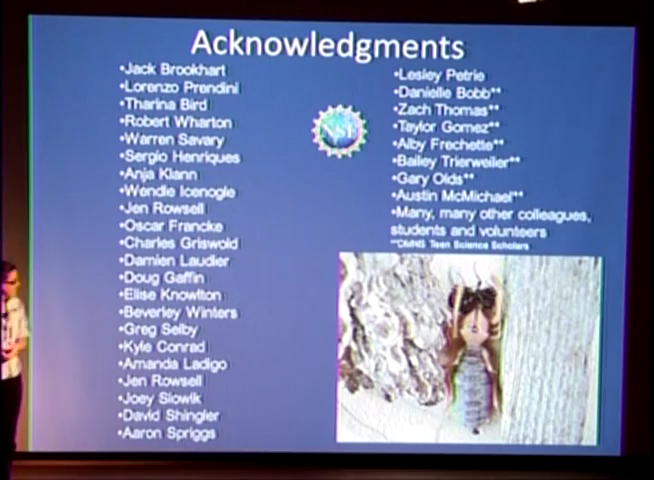 Acknowledgments
•Jack Brookhart
•Lorenzo Prendini
•Tharina Bird
•Robert Wharton
•Warren Savary
•Sergio Henriques
•Anja Klann
•Wendie Icenogle
•Jen Rowsell
•Oscar Francke
•Charles Griswold
•Damien Laudier
•Doug Gaffin
•Elise Knowlton
•Beverley Winters
•Greg Selby
•Kyle Conrad
•Amanda Ladigo
•Jen Rowsell
•Joey Slowik
•David Shingler
•Aaron Spriggs
NSF
•Lesley Petrie
•Danielle Bobb**
•Zach Thomas**
•Taylor Gomez**
•Alby Frechette**
•Bailey Trierweiler**
•Gary Olds**
•Austin McMichael**
•Many, many other colleagues,
students and volunteers
**DMNS Teen Science Scholars